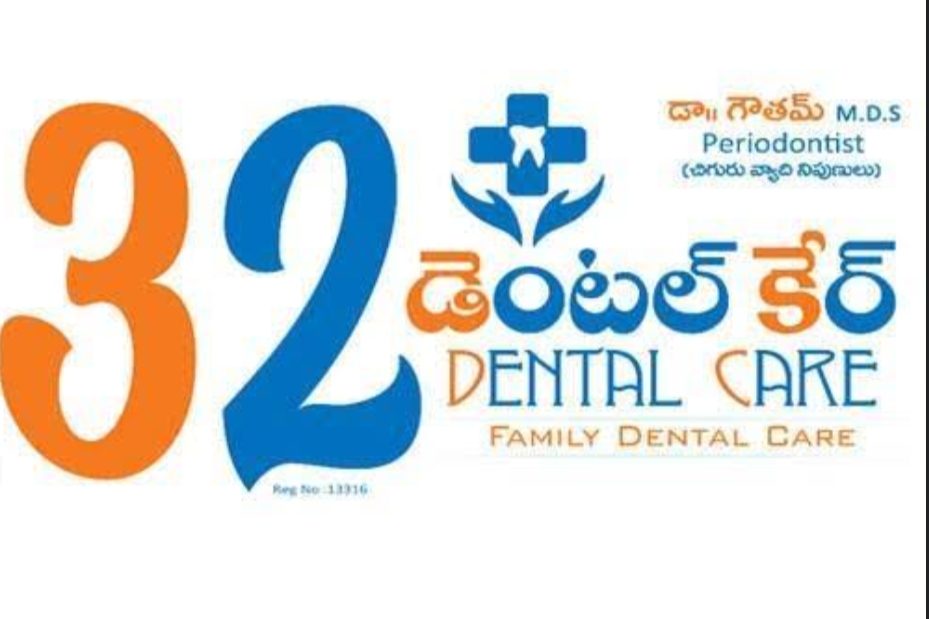 32
డా॥ గౌతమ్ M.D.S
Periodontist
(చిగురు వ్యాది నిపుణులు)
డెంటల్ కేర్
DENTAL CARE
FAMILY DENTAL CARE
Reg No :13316